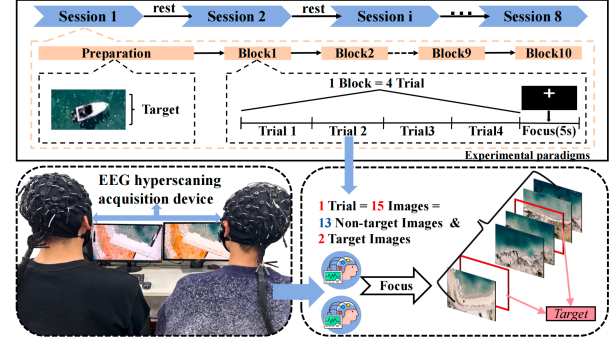 Session 1
rest
Session 2
rest
Session i
Session 8
Preparation
Block1
Block2
Block9
Block10
Target
1 Block = 4 Trial
Trial 1
Trial 2
Trial3
Trial4
Focus(5s)
Experimental paradigms
EEG hyperscaning
acquisition device
1 Trial = 15 Images =
13 Non-target Images &
2 Target Images
Focus
Target